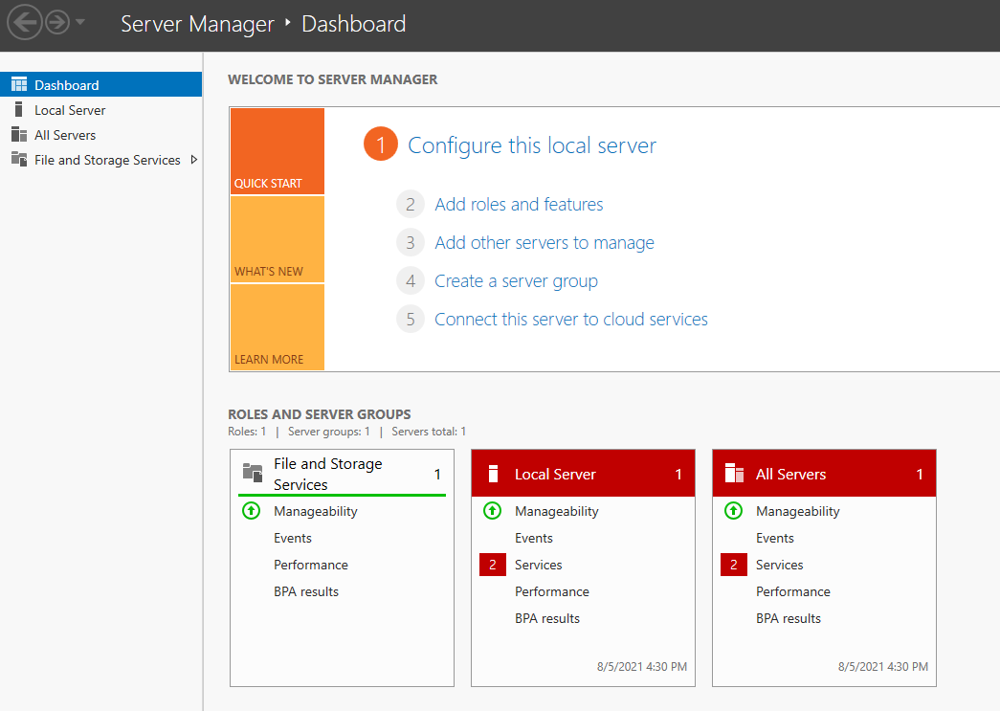 Server Manager ‣ Dashboard
Dashboard
Local Server
All Servers
File and Storage Services
WELCOME TO SERVER MANAGER
QUICK START
WHAT'S NEW
LEARN MORE
1 Configure this local server
2 Add roles and features
3 Add other servers to manage
4 Create a server group
5 Connect this server to cloud services
ROLES AND SERVER GROUPS
Roles: 1 | Server groups: 1 | Servers total: 1
File and Storage
Services
1
Manageability
Events
Performance
BPA results
Local Server 1
Manageability
Events
2 Services
Performance
BPA results
8/5/2021 4:30 PM
All Servers 1
Manageability
Events
2 Services
Performance
BPA results
8/5/2021 4:30 PM